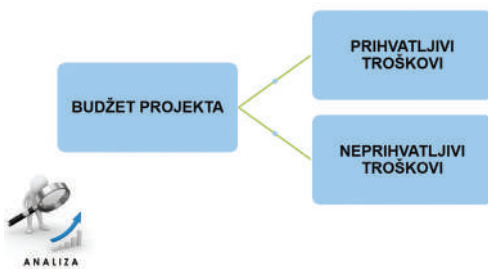 PRIHVATLJIVI
TROŠKOVI
BUDŽET PROJEKTA
NEPRIHVATLJIVI
TROŠKOVI
ANALIZA